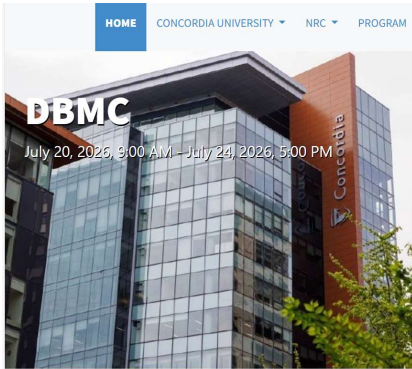 HOME CONCORDIA UNIVERSITY NRC PROGRAM
DBMC
July 20, 2026, 9:00 AM - July 24, 2026, 5:00 PM
Concordia